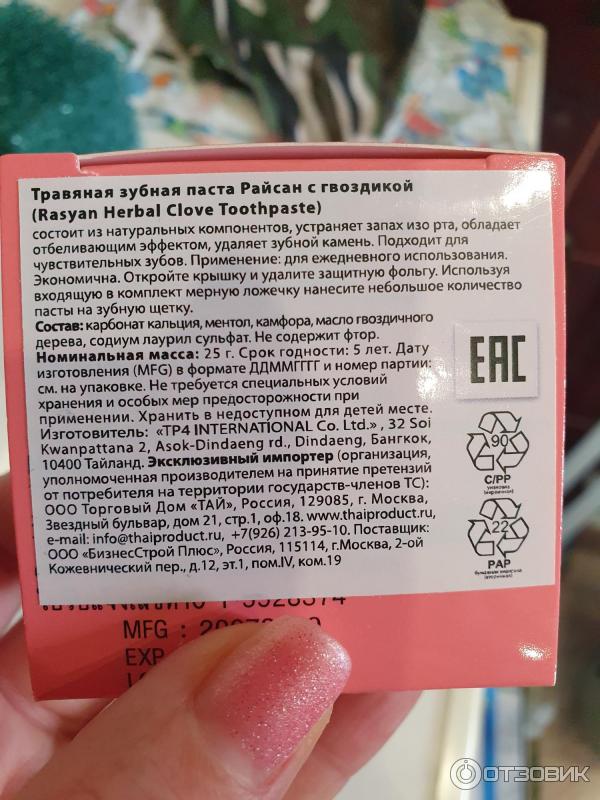 Травяная зубная паста Райсан с гвоздикой
(Rasyan Herbal Clove Toothpaste)
состоит из натуральных компонентов, устраняет запах изо рта, обладает
отбеливающим эффектом, удаляет зубной камень. Подходит для
чувствительных зубов. Применение: для ежедневного использования.
Экономична. Откройте крышку и удалите защитную фольгу. Используя
входящую в комплект мерную ложечку нанесите небольшое количество
пасты на зубную щетку.
Состав: карбонат кальция, ментол, камфора, масло гвоздичного
дерева, содиум лаурил сульфат. Не содержит фтор.
Номинальная масса: 25 г. Срок годности: 5 лет. Дату
изготовления (MFG) в формате ДДММГГГГ и номер партии:
см. на упаковке. Не требуется специальных условий
хранения и особых мер предосторожности при
применении. Хранить в недоступном для детей месте.
Изготовитель: «TP4 INTERNATIONAL Co. Ltd.» , 32 Soi
Kwanpattana 2, Asok-Dindaeng rd., Dindaeng, Бангкок,
10400 Тайланд. Эксклюзивный импортер (организация,
уполномоченная производителем на принятие претензий
от потребителя на территории государств-членов ТС):
ООО Торговый Дом «ТАЙ», Россия, 129085, г. Москва,
Звездный бульвар, дом 21, стр.1, оф.18. www.thaiproduct.ru,
e-mail: info@thaiproduct.ru, +7(926) 213-95-10. Поставщик:
ООО «БизнесСтрой Плюс», Россия, 115114, г.Москва, 2-ой
Кожевнический пер., д.12, эт.1, пом.IV, ком.19
EAC
90
C/PP
упаковка
22
PAP
MFG :
EXP
ОТЗОВИК